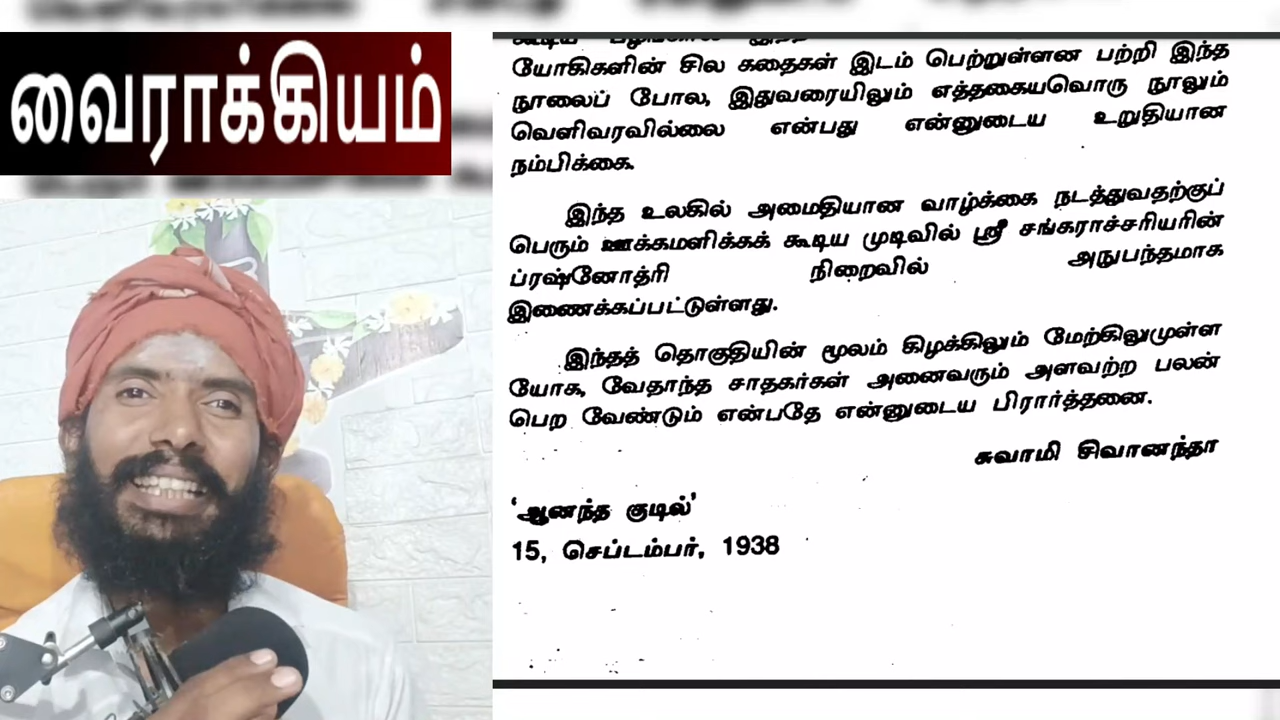 வைராக்கியம்
யோகிகளின் சில கதைகள் இடம் பெற்றுள்ளன பற்றி இந்த
நூலைப் போல, இதுவரையிலும் எத்தகையவொரு நூலும்
வெளிவரவில்லை என்பது என்னுடைய உறுதியான
நம்பிக்கை.
இந்த உலகில் அமைதியான வாழ்க்கை நடத்துவதற்குப்
பெரும் ஊக்கமளிக்கக் கூடிய முடிவில் ஸ்ரீ சங்கராச்சரியரின்
ப்ரஷ்னோத்ரி நிறைவில் அநுபந்தமாக
இணைக்கப்பட்டுள்ளது.
இந்தத் தொகுதியின் மூலம் கிழக்கிலும் மேற்கிலுமுள்ள
யோக, வேதாந்த சாதகர்கள் அனைவரும் அளவற்ற பலன்
பெற வேண்டும் என்பதே என்னுடைய பிரார்த்தனை.
சுவாமி சிவானந்தா
‘ஆனந்த குடில்’
15, செப்டம்பர், 1938